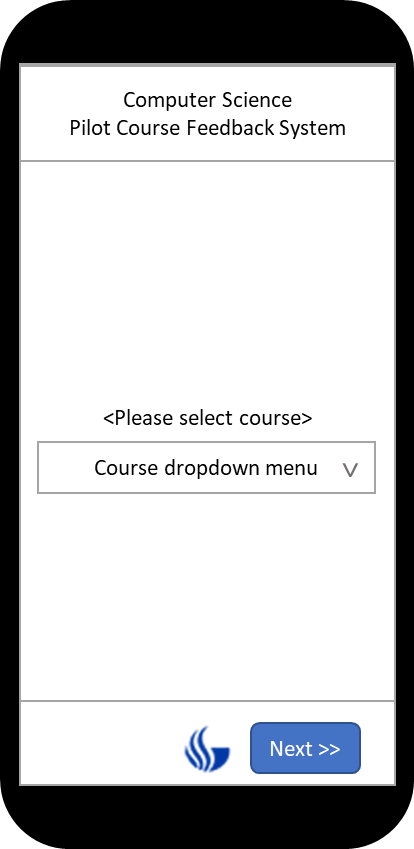 Computer Science
Pilot Course Feedback System
<Please select course>
Course dropdown menu
Next >>